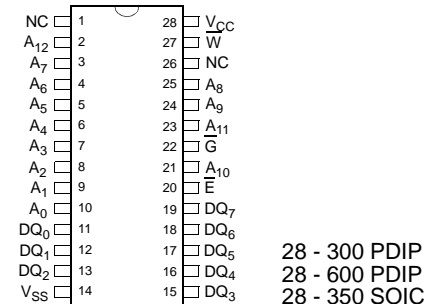 NC 1 28 VCC
A12 2 27 W
A7 3 26 NC
A6 4 25 A8
A5 5 24 A9
A4 6 23 A11
A3 7 22 G
A2 8 21 A10
A1 9 20 E
A0 10 19 DQ7
DQ0 11 18 DQ6
DQ1 12 17 DQ5
DQ2 13 16 DQ4
VSS 14 15 DQ3
28 - 300 PDIP
28 - 600 PDIP
28 - 350 SOIC